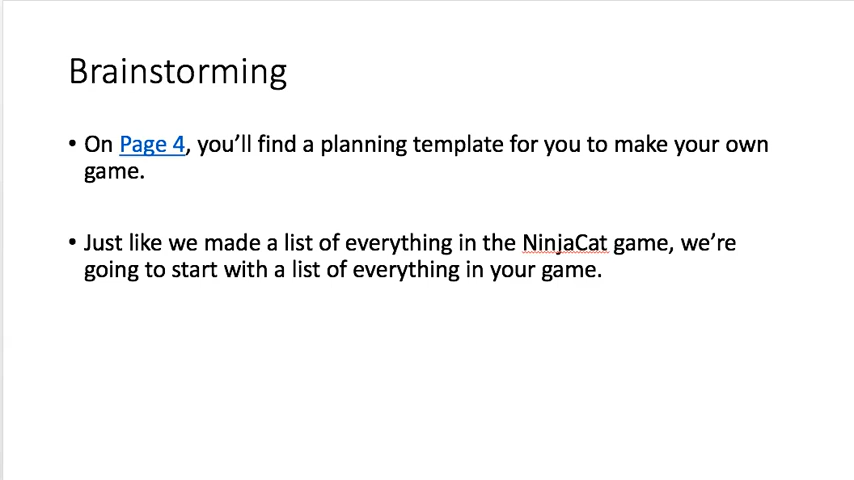 Brainstorming
• On Page 4, you’ll find a planning template for you to make your own
game.
• Just like we made a list of everything in the NinjaCat game, we’re
going to start with a list of everything in your game.